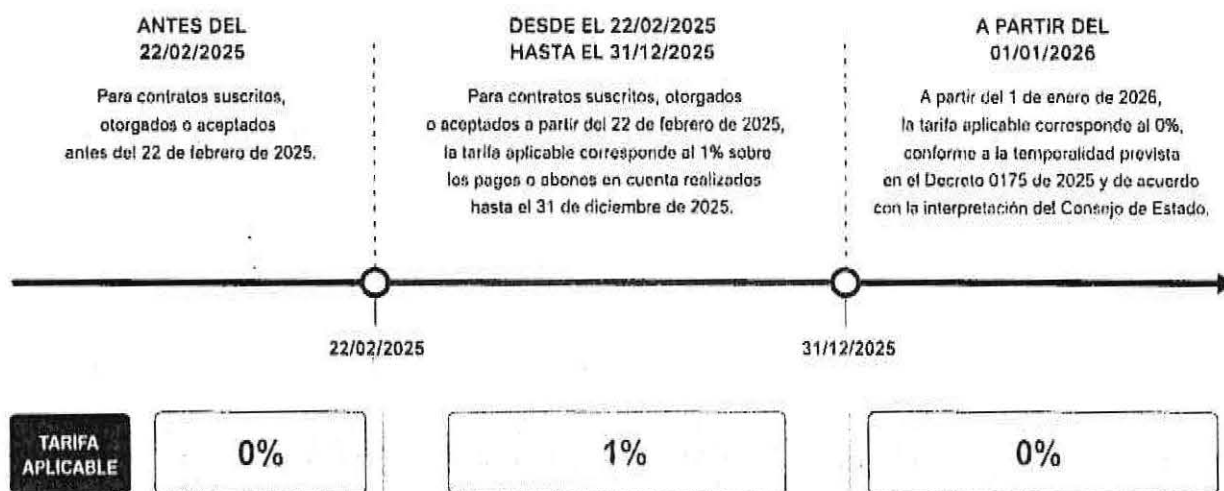 ANTES DEL
22/02/2025
Para contratos suscritos,
otorgados o aceptados
antes del 22 de febrero de 2025.
DESDE EL 22/02/2025
HASTA EL 31/12/2025
Para contratos suscritos, otorgados
o aceptados a partir del 22 de febrero de 2025,
la tarifa aplicable corresponde al 1% sobre
los pagos o abonos en cuenta realizados
hasta el 31 de diciembre de 2025.
A PARTIR DEL
01/01/2026
A partir del 1 de enero de 2026,
la tarifa aplicable corresponde al 0%,
conforme a la temporalidad prevista
en el Decreto 0175 de 2025 y de acuerdo
con la interpretación del Consejo de Estado.
22/02/2025
31/12/2025
TARIFA
APLICABLE
0%
1%
0%